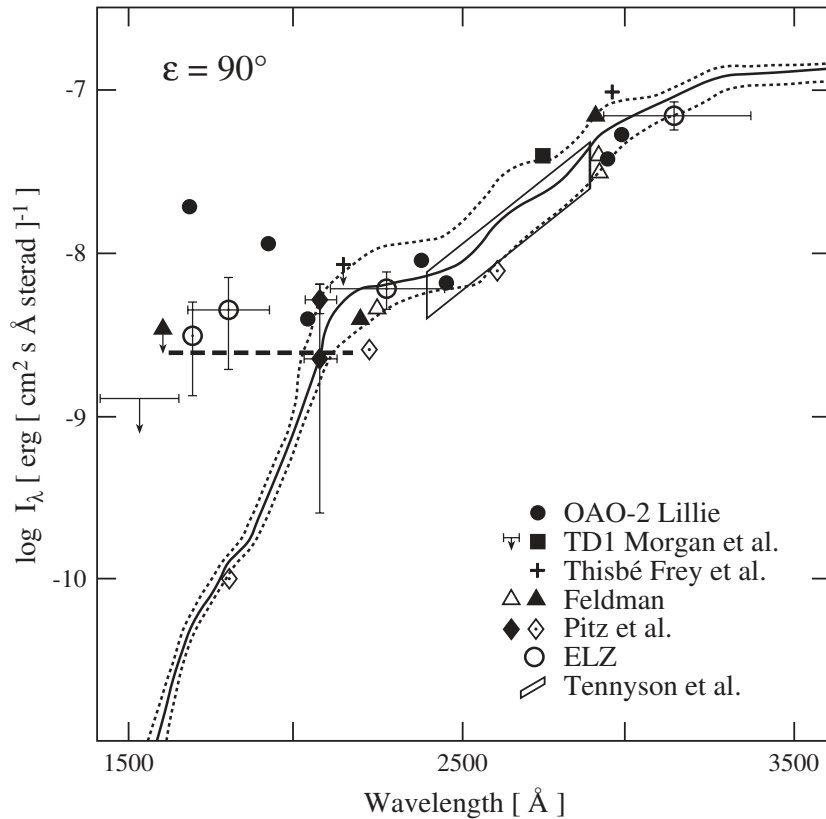 ε = 90°
-7
-8
-9
-10
log I_λ [ erg [ cm² s Å sterad ]⁻¹
OAO-2 Lillie
TD1 Morgan et al.
Thisbé Frey et al.
Feldman
Pitz et al.
ELZ
Tennyson et al.
1500
2500
3500
Wavelength [ Å ]